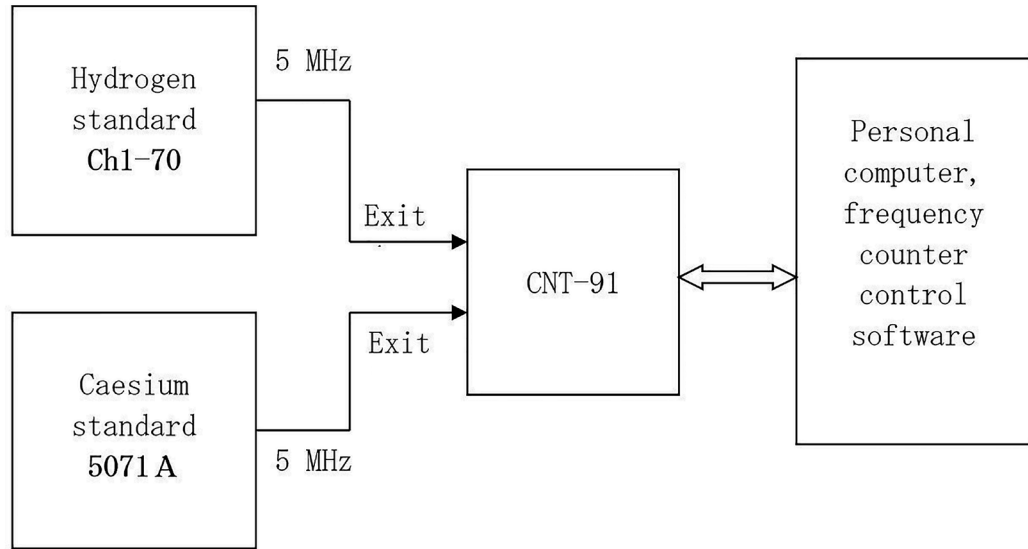 Hydrogen
standard
Ch1-70
5 MHz
Exit
Caesium
standard
5071A
5 MHz
Exit
CNT-91
Personal
computer,
frequency
counter
control
software